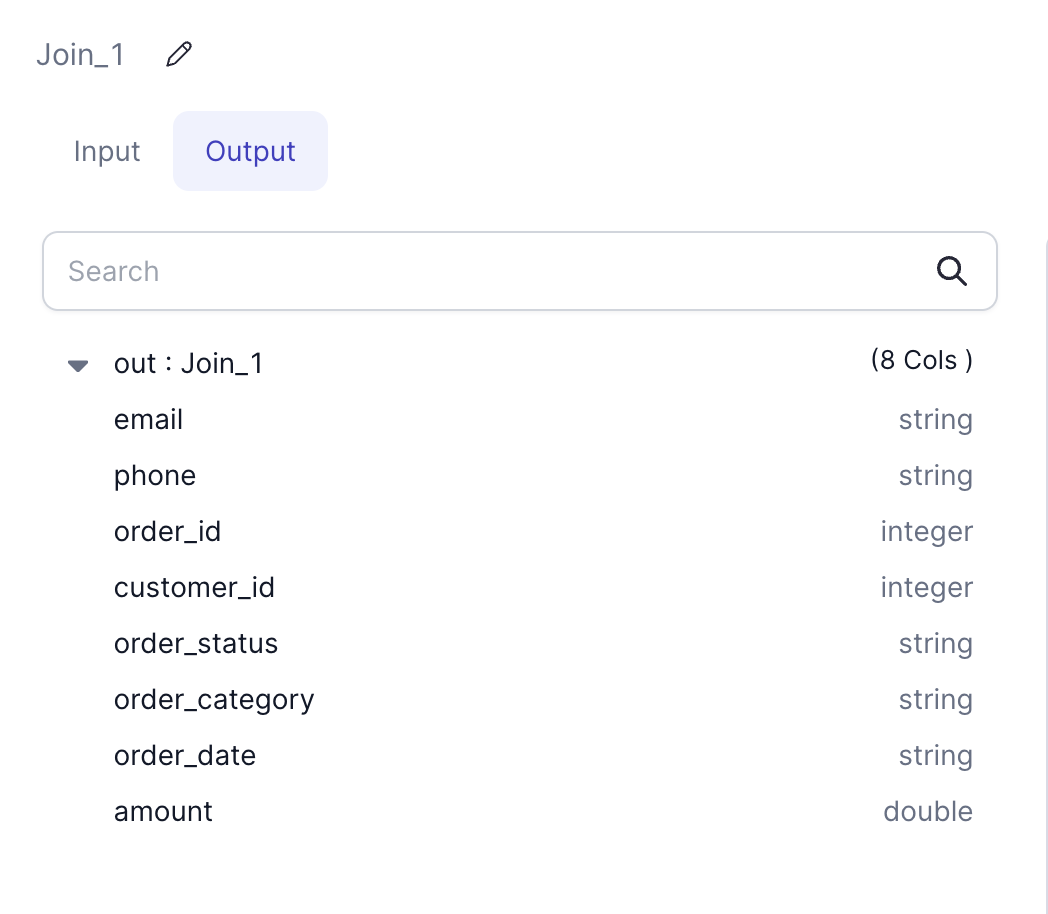 Join_1
Input Output
Search
out : Join_1 (8 Cols )
email string
phone string
order_id integer
customer_id integer
order_status string
order_category string
order_date string
amount double